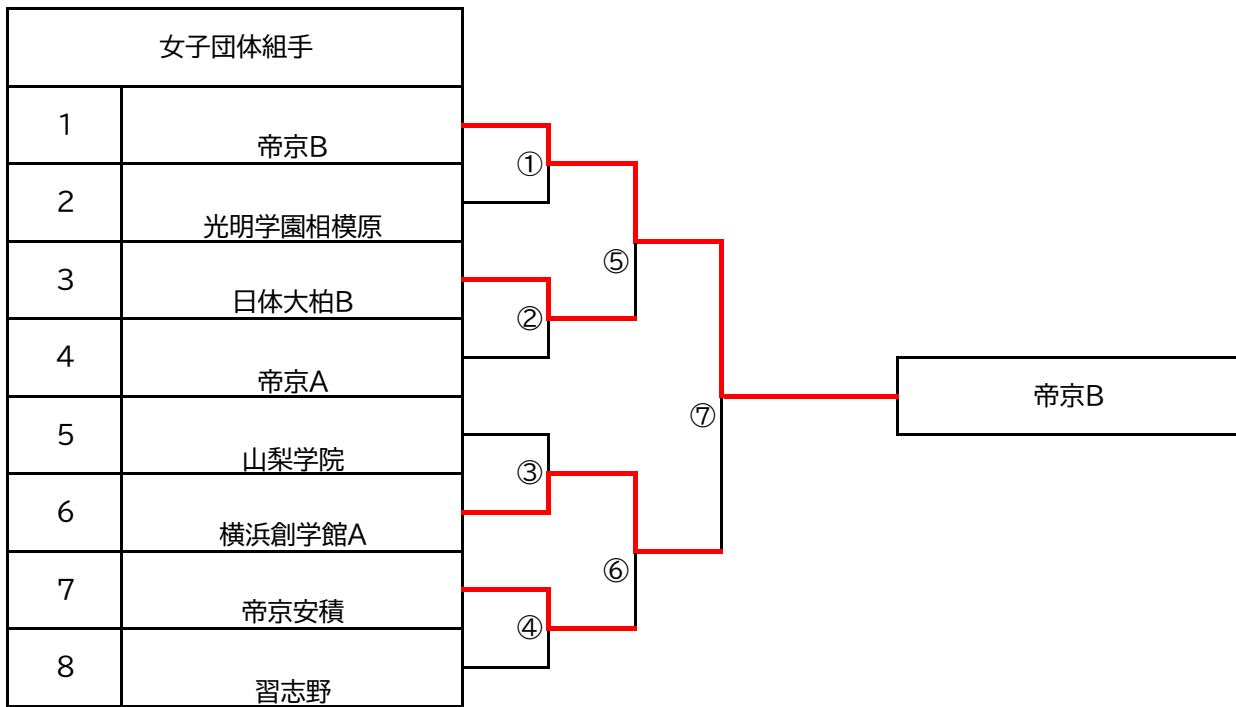 女子団体組手
1 帝京B
①
2 光明学園相模原
⑤
3 日体大柏B
②
4 帝京A
帝京B
⑦
5 山梨学院
③
6 横浜創学館A
⑥
7 帝京安積
④
8 習志野